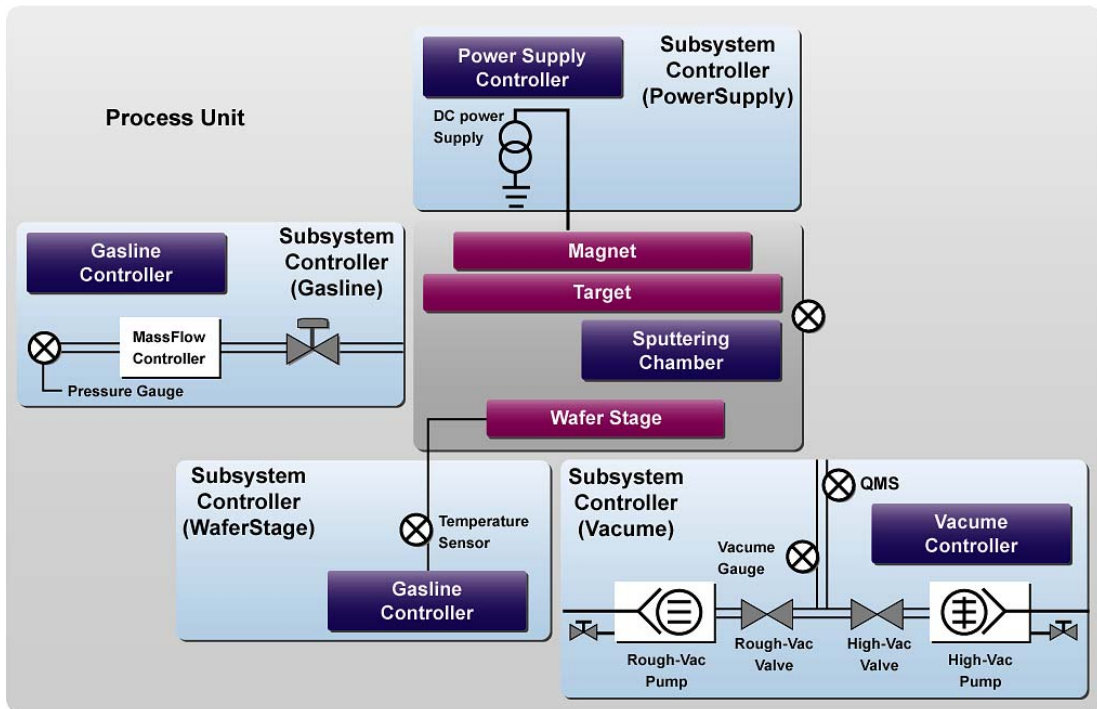 Process Unit
Power Supply
Controller
Subsystem
Controller
(PowerSupply)
DC power
Supply
Gasline
Controller
Subsystem
Controller
(Gasline)
MassFlow
Controller
Pressure Gauge
Magnet
Target
Sputtering
Chamber
Wafer Stage
Subsystem
Controller
(WaferStage)
Temperature
Sensor
Gasline
Controller
Subsystem
Controller
(Vacume)
QMS
Vacume
Controller
Vacume
Gauge
Rough-Vac
Pump
Rough-Vac
Valve
High-Vac
Valve
High-Vac
Pump